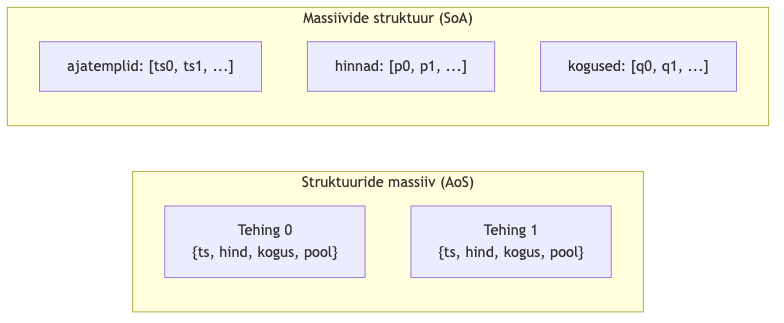 Massiivide struktuur (SoA)
ajatemplid: [ts0, ts1, ...]
hinnad: [p0, p1, ...]
kogused: [q0, q1, ...]
Struktuuride massiiv (AoS)
Tehing 0
{ts, hind, kogus, pool}
Tehing 1
{ts, hind, kogus, pool}